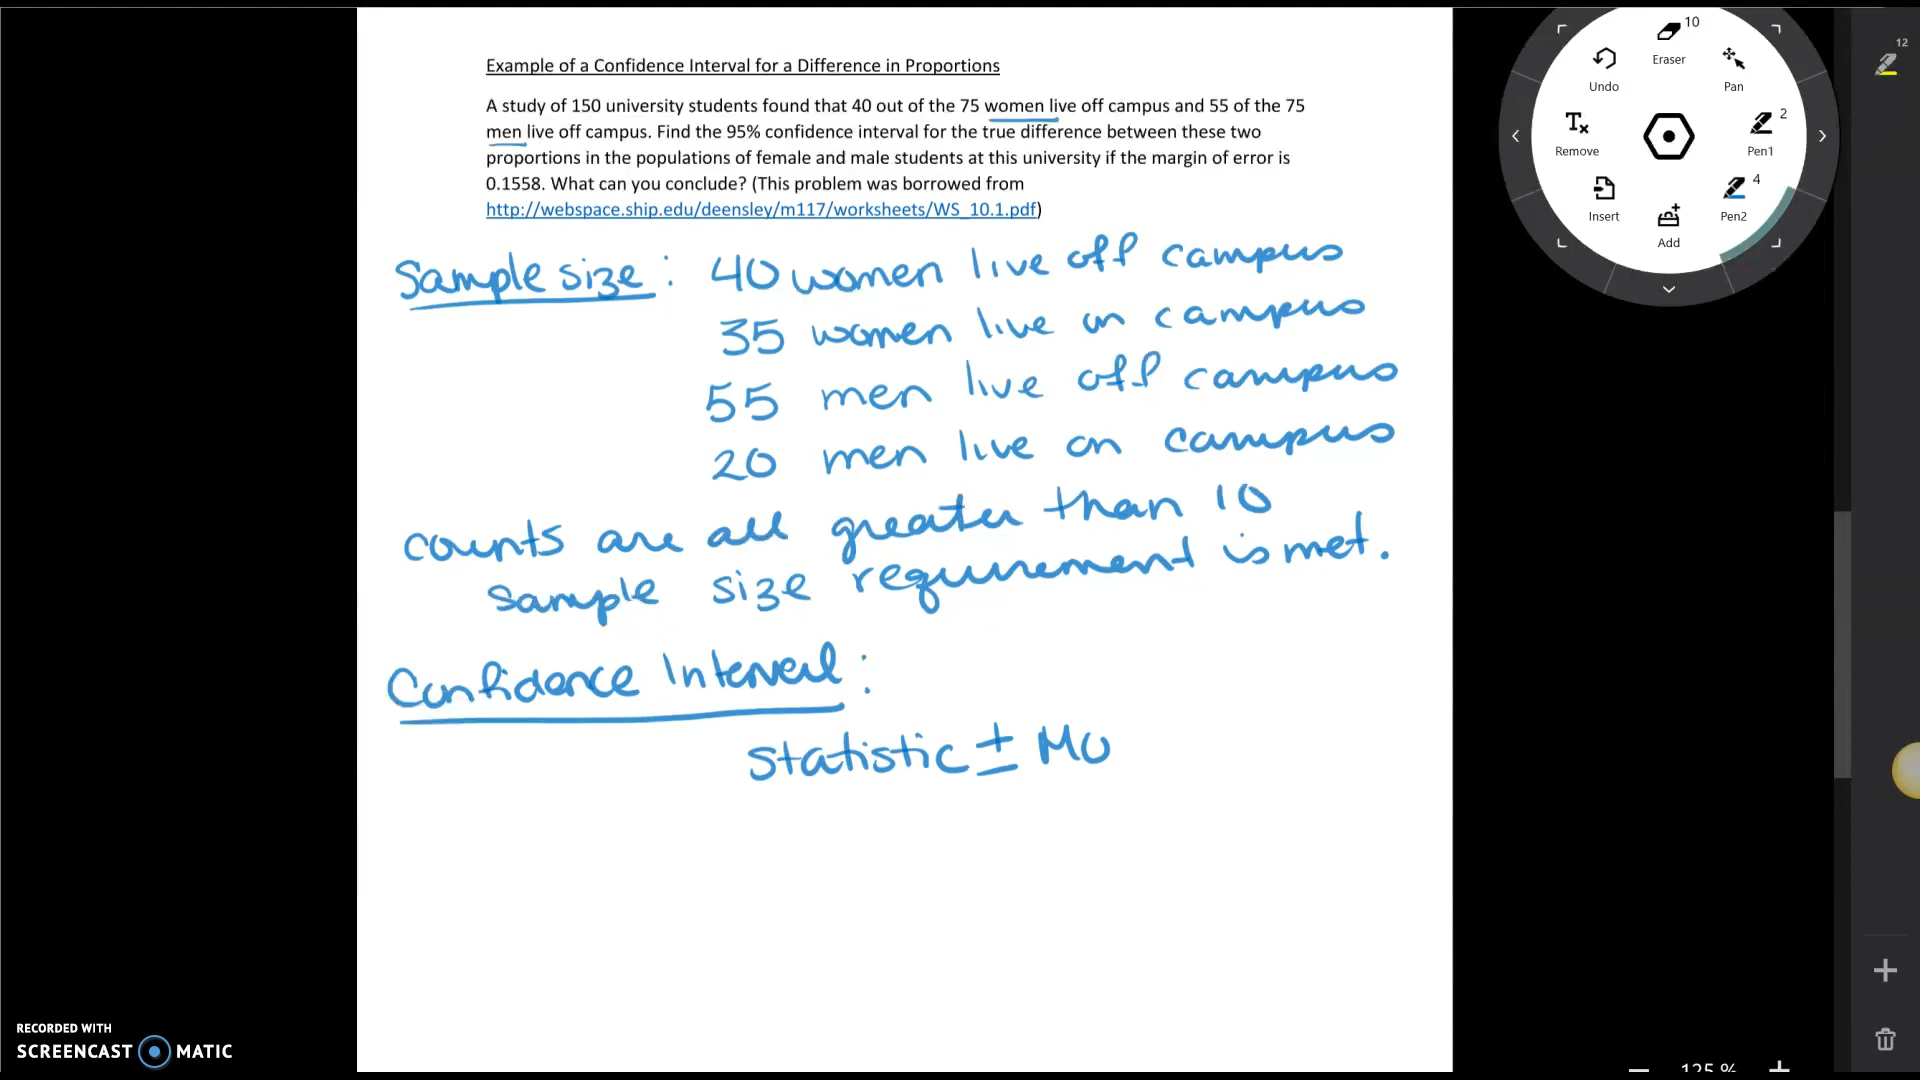 Example of a Confidence Interval for a Difference in Proportions
A study of 150 university students found that 40 out of the 75 women live off campus and 55 of the 75
men live off campus. Find the 95% confidence interval for the true difference between these two
proportions in the populations of female and male students at this university if the margin of error is
0.1558. What can you conclude? (This problem was borrowed from
http://webspace.ship.edu/deensley/m117/worksheets/WS_10.1.pdf)
Sample size: 40 women live off campus
35 women live on campus
55 men live off campus
20 men live on campus
counts are all greater than 10
sample size requirement is met.
Confidence Interval:
statistic ± MO
10
Eraser
Undo
Pan
Tx
Remove
2
Pen1
Insert
4
Pen2
Add
12
RECORDED WITH
SCREENCAST MATIC
125 %